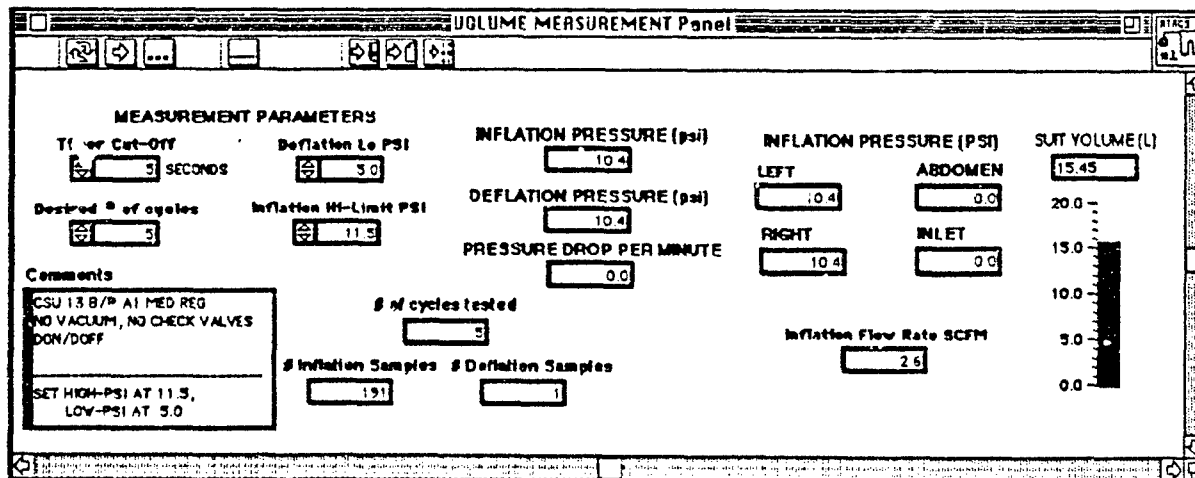 VOLUME MEASUREMENT Panel
MEASUREMENT PARAMETERS
Cut-Off
5 SECONDS
Deflation Lo PSI
5.0
Desired # of cycles
5
Inflation Hi-Limit PSI
11.5
Comments
CSU 13 B/P A1 MED REG
NO VACUUM, NO CHECK VALVES
DON/DOFF
SET HIGH-PSI AT 11.5,
LOW-PSI AT 5.0
INFLATION PRESSURE (psi)
10.4
DEFLATION PRESSURE (psi)
10.4
PRESSURE DROP PER MINUTE
0.0
# of cycles tested
5
# Inflation Samples
191
# Deflation Samples
1
INFLATION PRESSURE (PSI)
LEFT
10.4
ABDOMEN
0.0
RIGHT
10.4
INLET
0.0
Inflation Flow Rate SCFM
2.6
SUIT VOLUME (L)
15.45
20.0
15.0
10.0
5.0
0.0